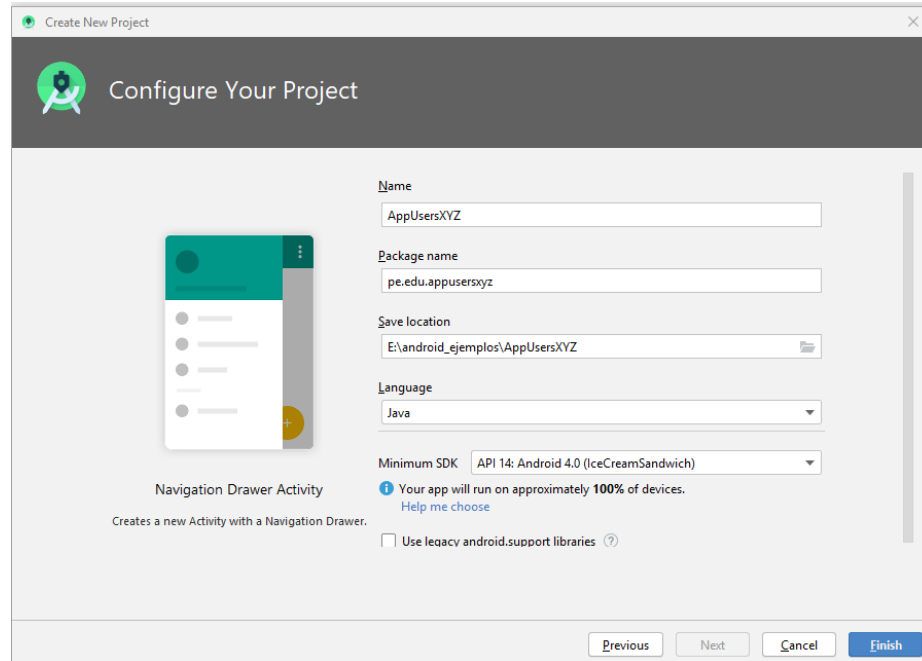 Create New Project
Configure Your Project
Name
AppUsersXYZ
Package name
pe.edu.appusersxyz
Save location
E:\android_ejemplos\AppUsersXYZ
Language
Java
Minimum SDK API 14: Android 4.0 (IceCreamSandwich)
Your app will run on approximately 100% of devices.
Help me choose
Use legacy android.support libraries ?
Navigation Drawer Activity
Creates a new Activity with a Navigation Drawer.
Previous Next Cancel Finish